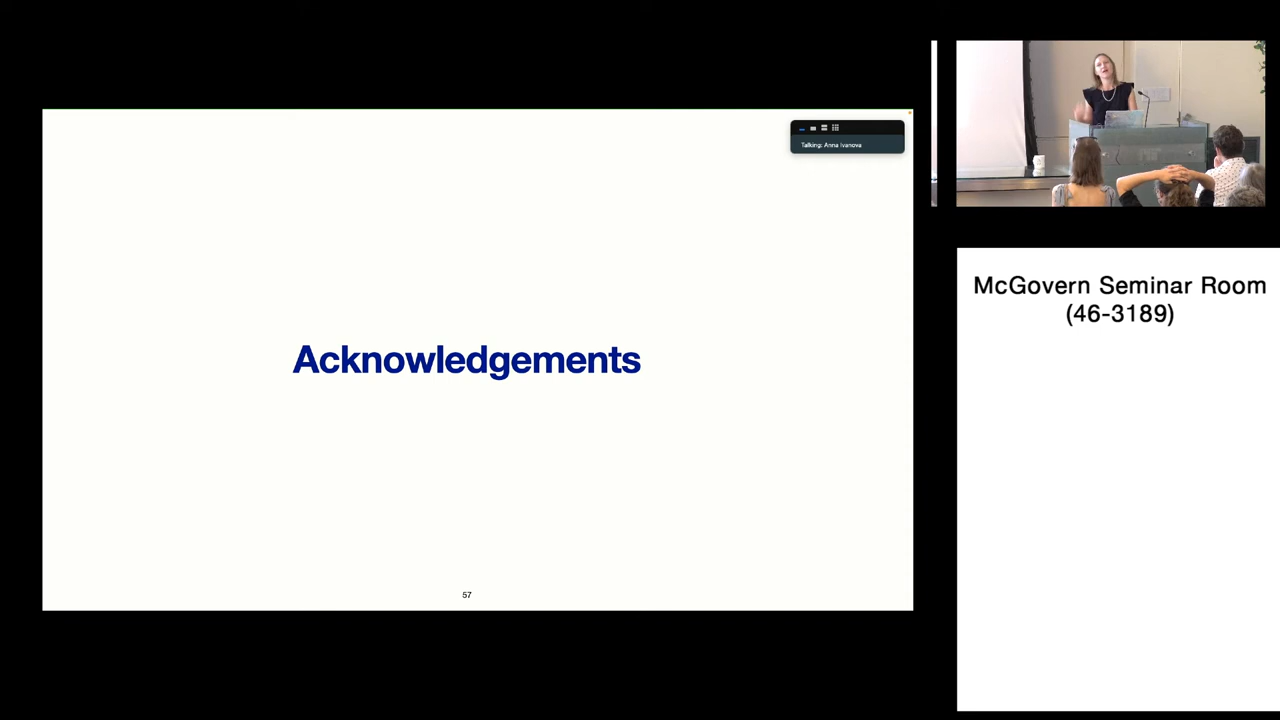 Talking: Anna Ivanova
Acknowledgements
57
McGovern Seminar Room
(46-3189)